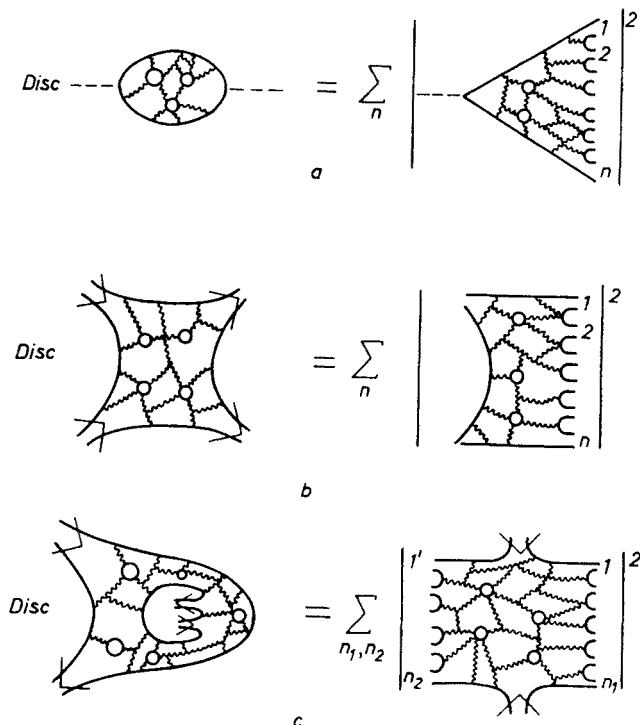 Disc = ∑ n 1 2 n 2
a
Disc = ∑ n 1 2 n 2
b
Disc = ∑ n₁, n₂ 1' n₂ 1 n₁ 2
c